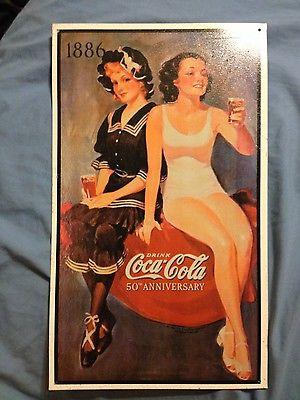 1886
DRINK
Coca-Cola
50TH ANNIVERSARY